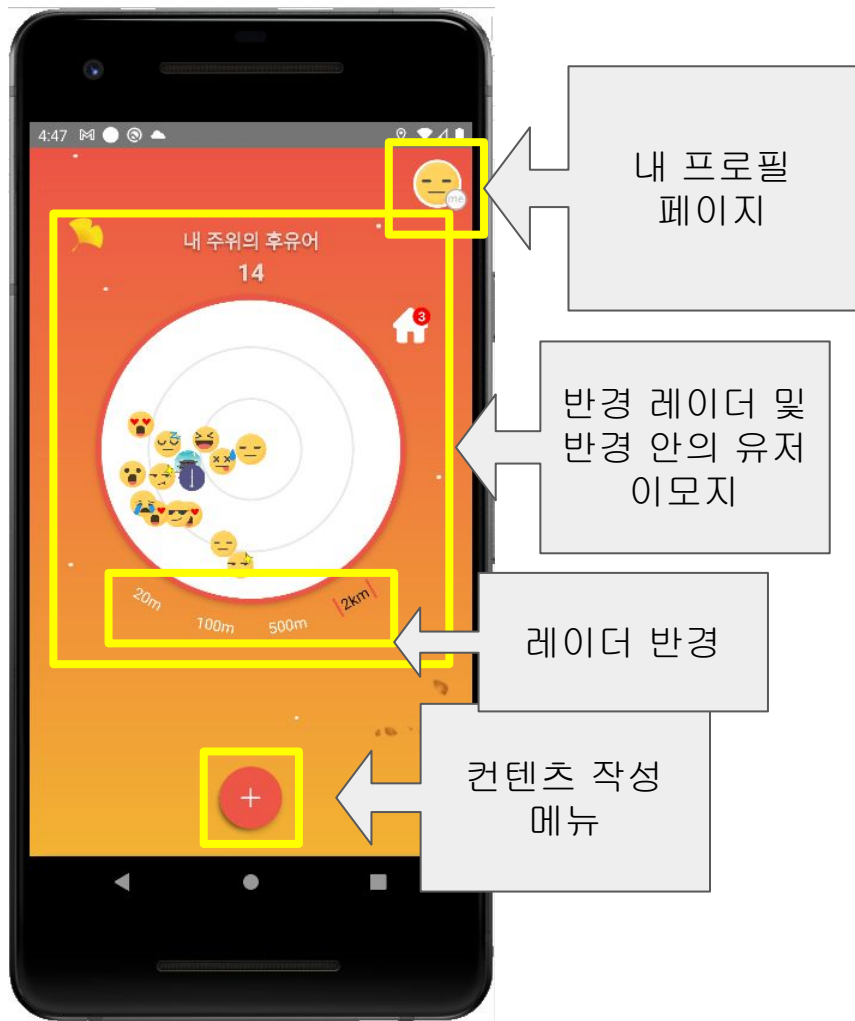 4:47
me
내 프로필
페이지
내 주위의 후유어
14
3
반경 레이더 및
반경 안의 유저
이모지
20m
100m
500m
2km
레이더 반경
컨텐츠 작성
메뉴
+